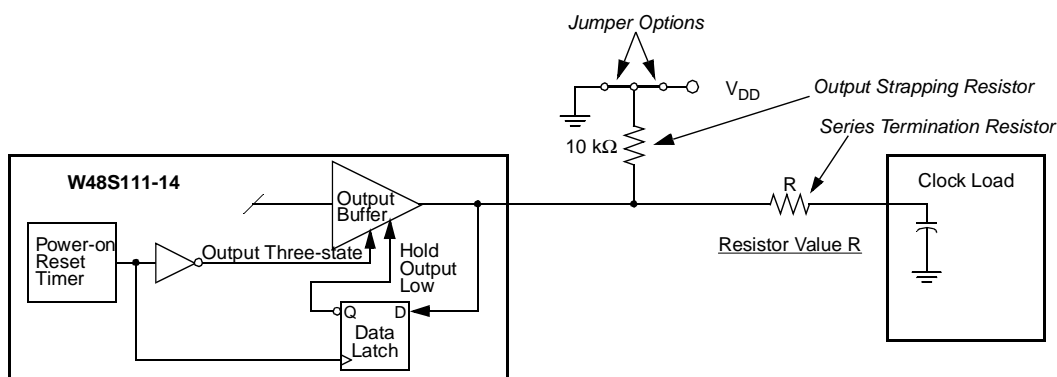 Jumper Options
V_DD
Output Strapping Resistor
Series Termination Resistor
10 kΩ
W48S111-14
Output
Buffer
R
Clock Load
Power-on
Reset
Timer
Output Three-state
Hold
Output
Low
Resistor Value R
Q
D
Data
Latch